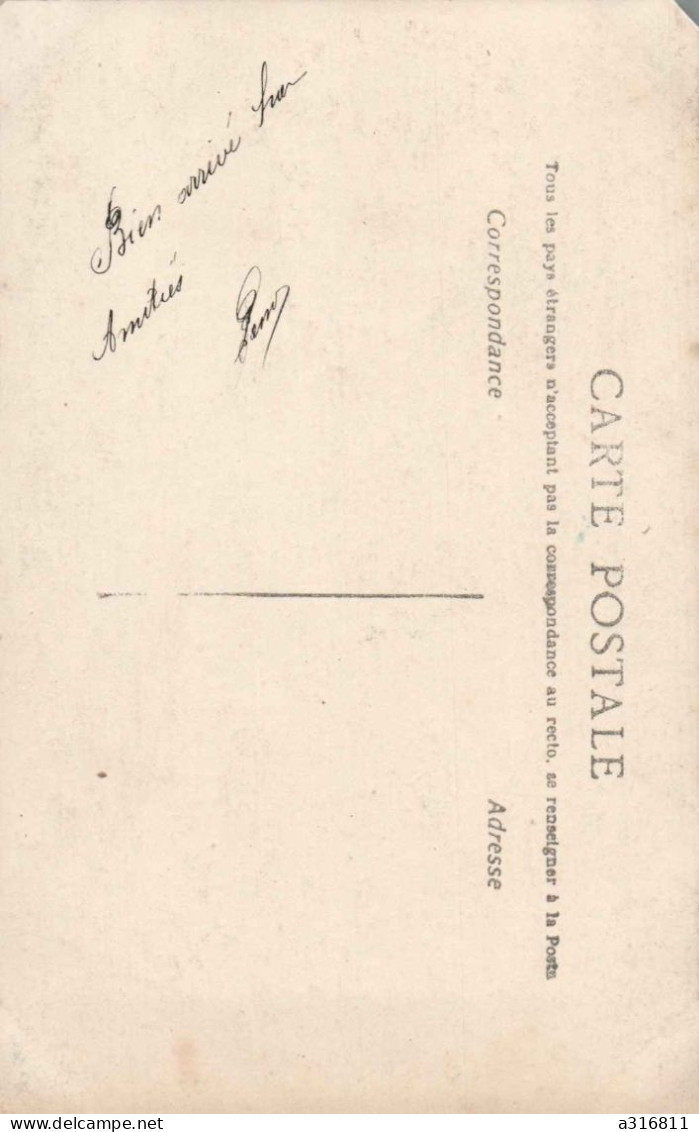 CARTE POSTALE
Tous les pays étrangers n'acceptant pas la correspondance au recto, se renseigner à la Poste
Correspondance
Adresse
Bien arrivé
Amitiés
www.delcampe.net
a316811